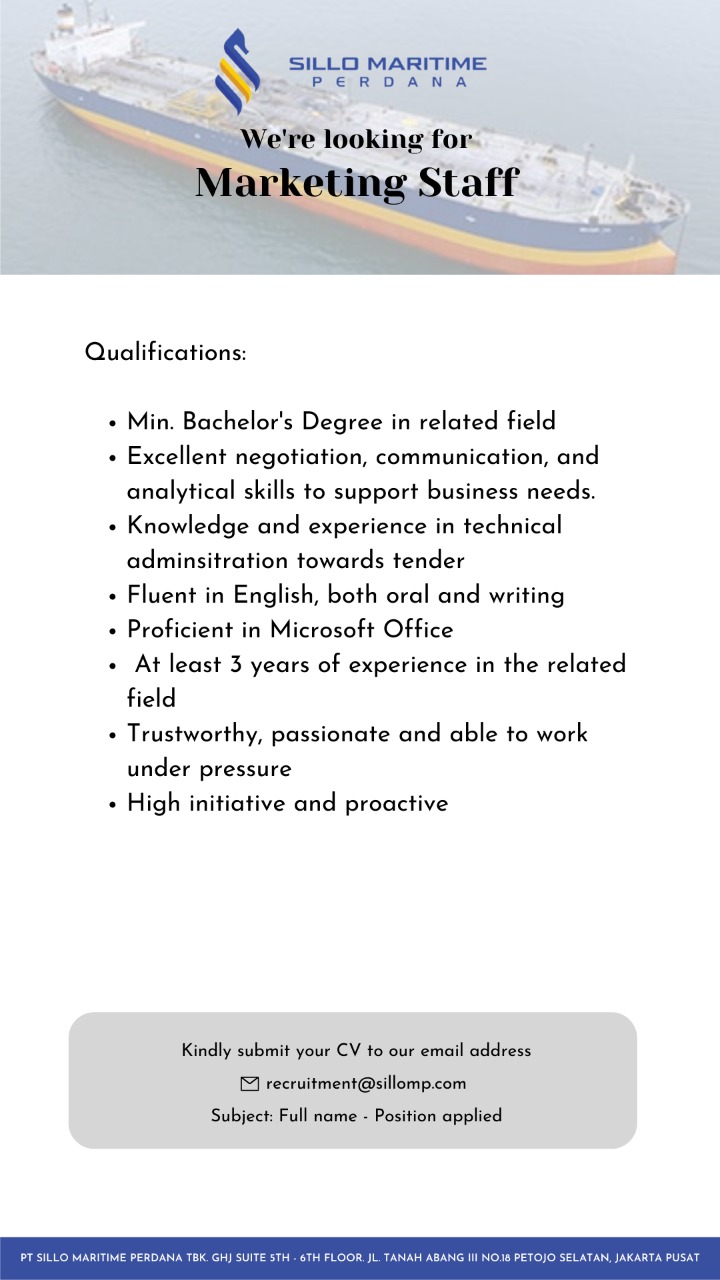 SILLO MARITIME
PERDANA
We're looking for
Marketing Staff
Qualifications:
• Min. Bachelor's Degree in related field
• Excellent negotiation, communication, and
analytical skills to support business needs.
• Knowledge and experience in technical
adminsitration towards tender
• Fluent in English, both oral and writing
• Proficient in Microsoft Office
• At least 3 years of experience in the related
field
• Trustworthy, passionate and able to work
under pressure
• High initiative and proactive
Kindly submit your CV to our email address
recruitment@sillomp.com
Subject: Full name - Position applied
PT SILLO MARITIME PERDANA TBK. GHJ SUITE 5TH - 6TH FLOOR. JL. TANAH ABANG III NO.18 PETOJO SELATAN, JAKARTA PUSAT